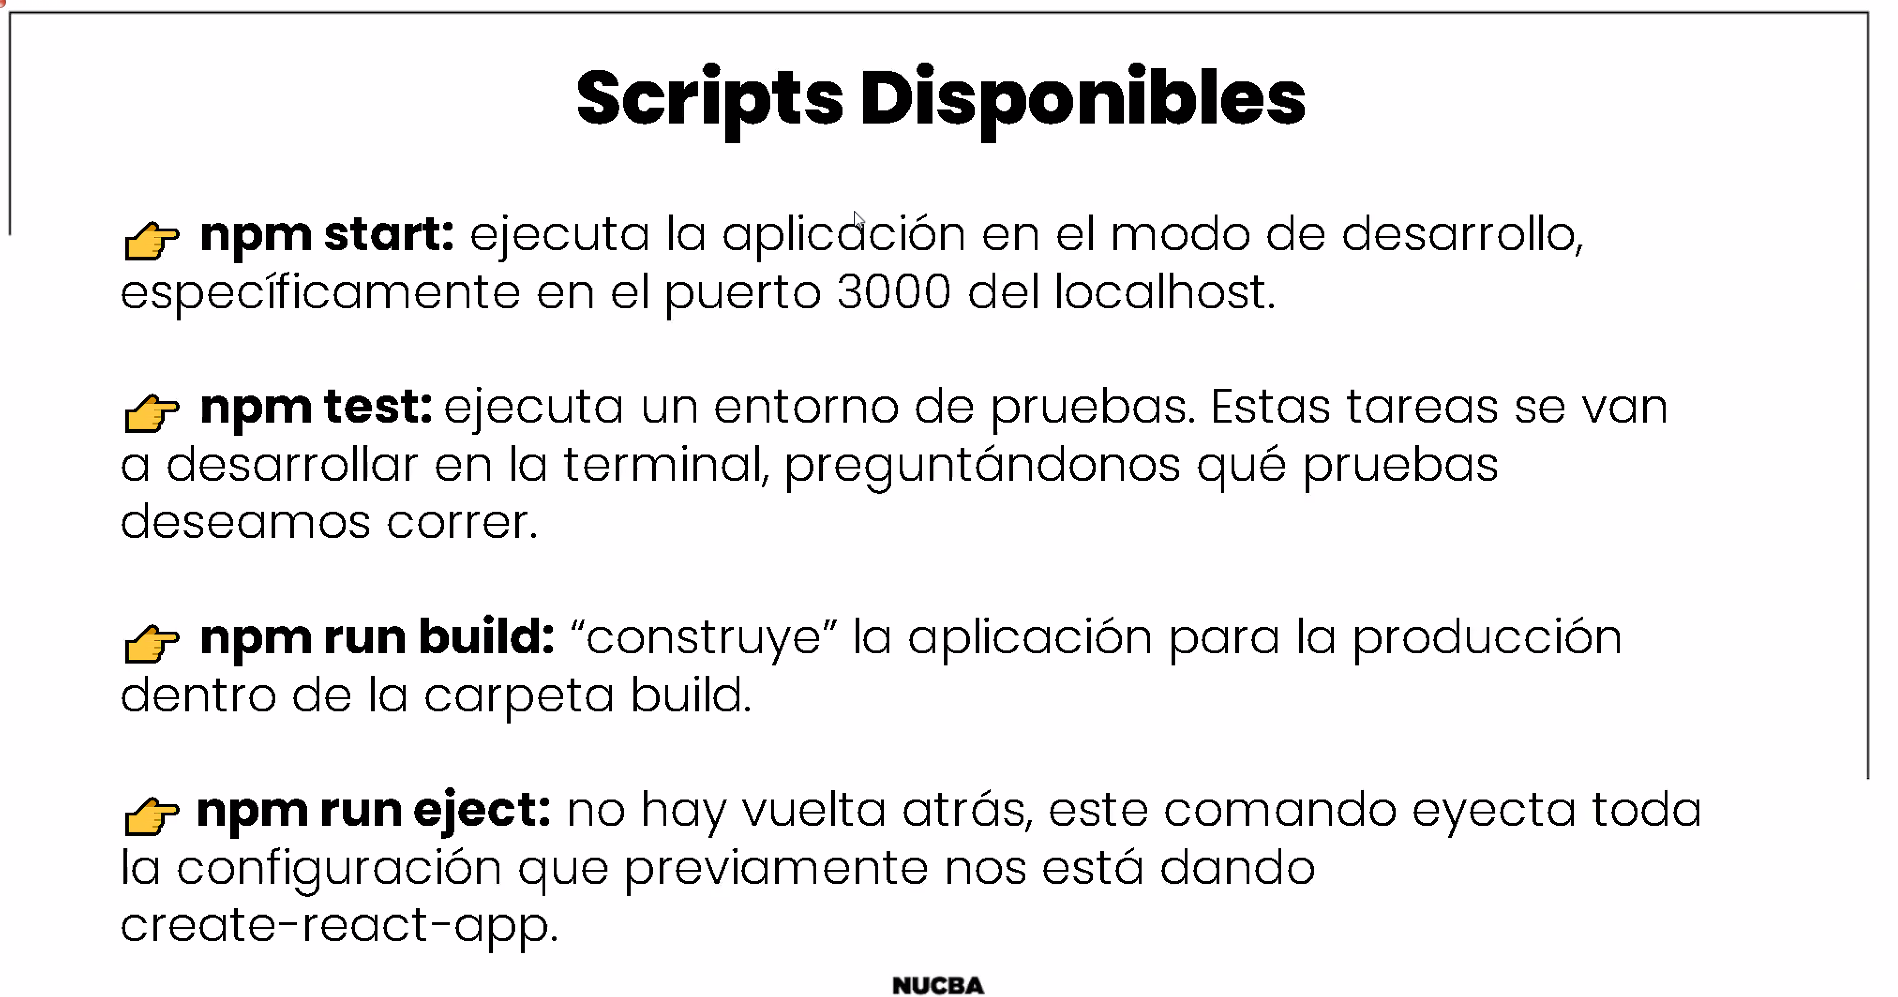 Scripts Disponibles
👉 npm start: ejecuta la aplicación en el modo de desarrollo,
específicamente en el puerto 3000 del localhost.
👉 npm test: ejecuta un entorno de pruebas. Estas tareas se van
a desarrollar en la terminal, preguntándonos qué pruebas
deseamos correr.
👉 npm run build: “construye” la aplicación para la producción
dentro de la carpeta build.
👉 npm run eject: no hay vuelta atrás, este comando eyecta toda
la configuración que previamente nos está dando
create-react-app.
NUCBA